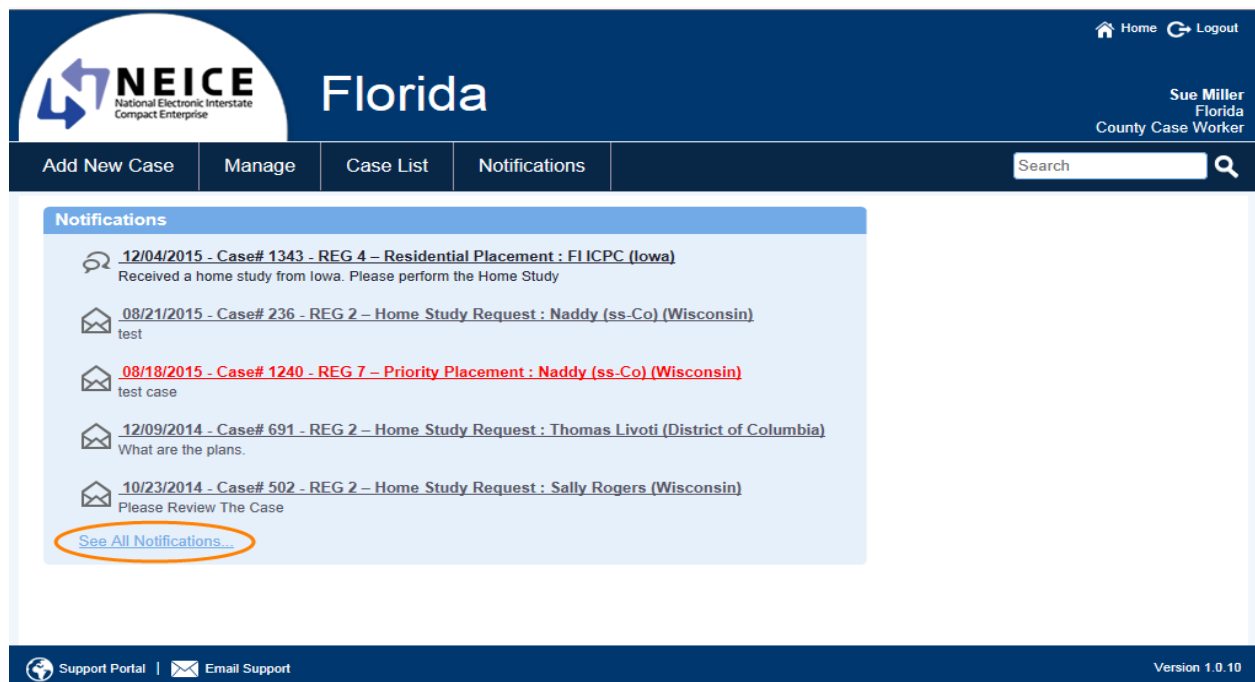 Home Logout
NEICE
National Electronic Interstate
Compact Enterprise
Florida
Sue Miller
Florida
County Case Worker
Add New Case Manage Case List Notifications Search
Notifications
12/04/2015 - Case# 1343 - REG 4 – Residential Placement : Fl ICPC (Iowa)
Received a home study from Iowa. Please perform the Home Study
08/21/2015 - Case# 236 - REG 2 – Home Study Request : Naddy (ss-Co) (Wisconsin)
test
08/18/2015 - Case# 1240 - REG 7 – Priority Placement : Naddy (ss-Co) (Wisconsin)
test case
12/09/2014 - Case# 691 - REG 2 – Home Study Request : Thomas Livoti (District of Columbia)
What are the plans.
10/23/2014 - Case# 502 - REG 2 – Home Study Request : Sally Rogers (Wisconsin)
Please Review The Case
See All Notifications...
Support Portal | Email Support Version 1.0.10